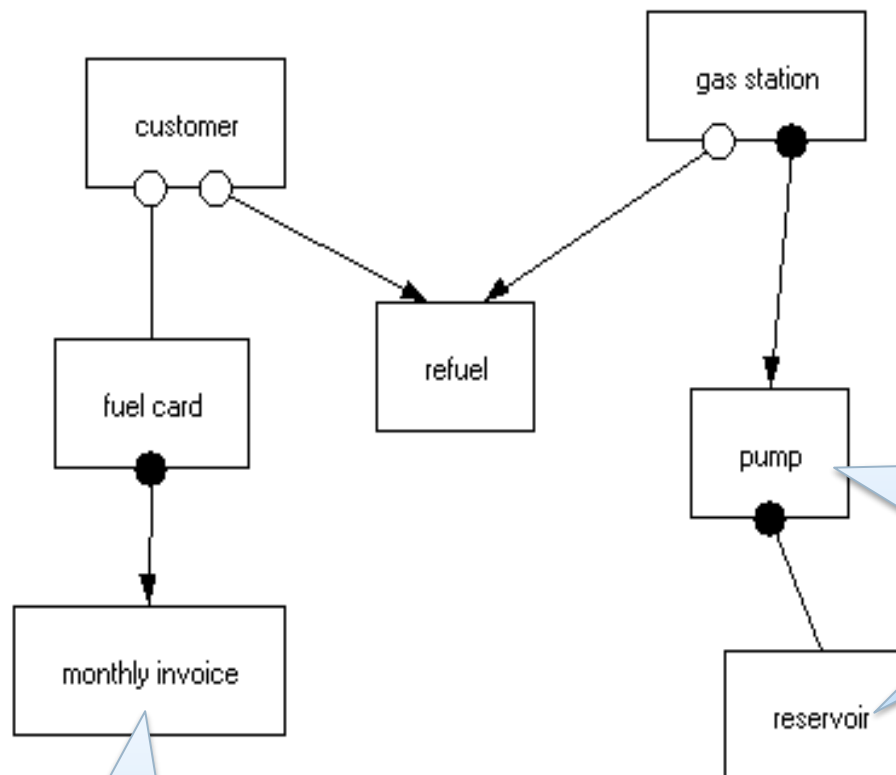 gas station
customer
refuel
fuel card
pump
monthly invoice
reservoir